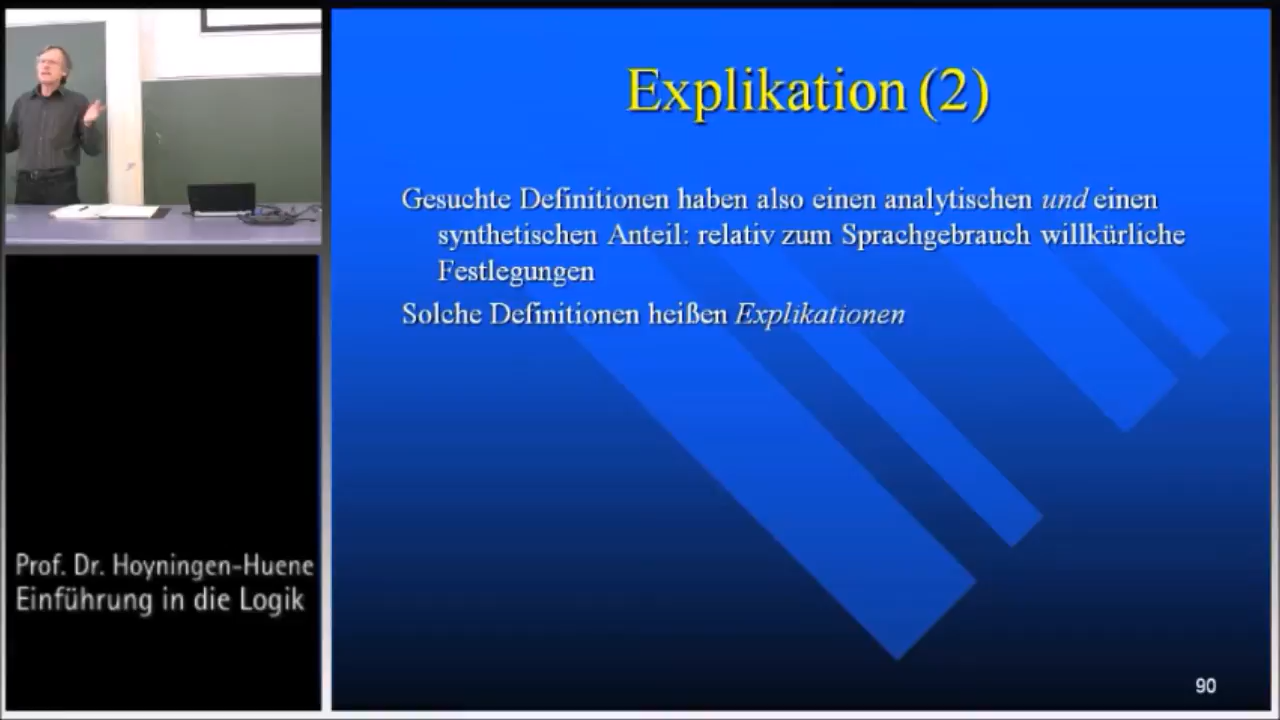 Explikation (2)
Gesuchte Definitionen haben also einen analytischen und einen
synthetischen Anteil: relativ zum Sprachgebrauch willkürliche
Festlegungen
Solche Definitionen heißen Explikationen
Prof. Dr. Hoyningen-Huene
Einführung in die Logik
90